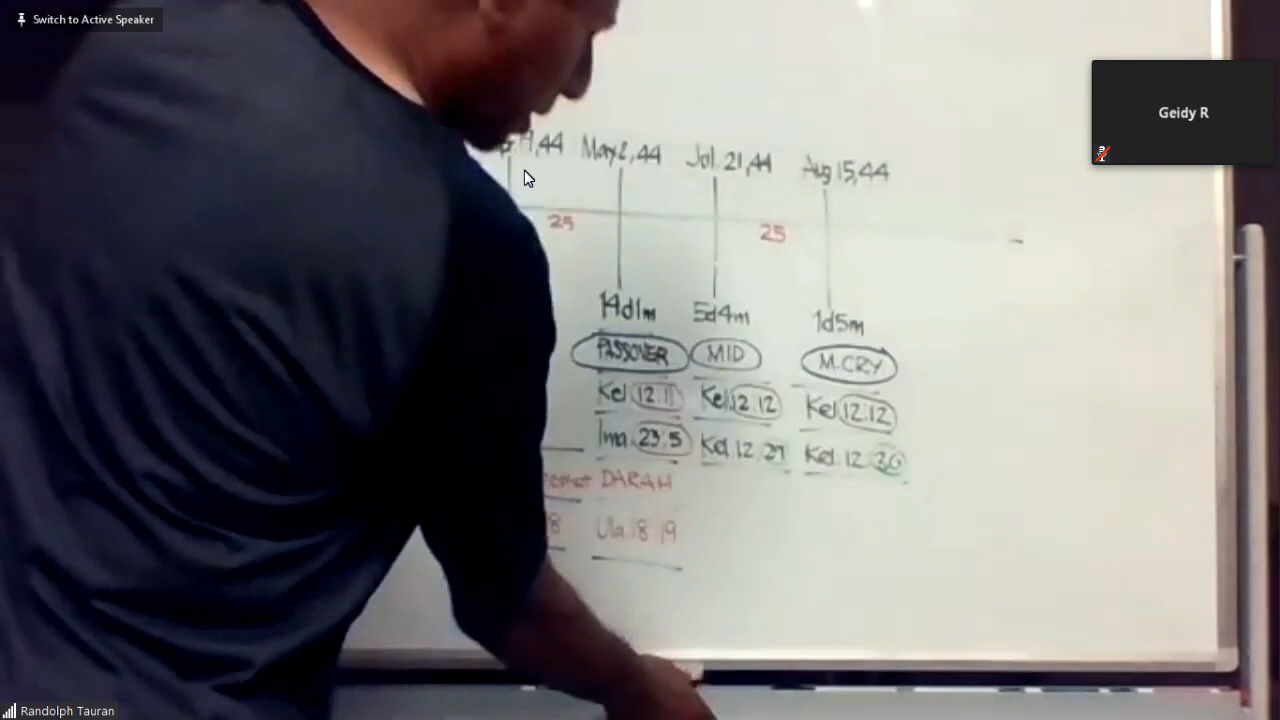 Switch to Active Speaker
Geidy R
May 2, 44
Jul. 21, 44
Aug 15, 44
25
25
14d1m
5d4m
1d5m
PASSOVER
MID
M.CRY
Kel 12:11
Kel 12:12
Kel 12:12
Ima. 23:5
Kel. 12:29
Kel. 12:30
DARAH
Ula. 18:19
Randolph Tauran